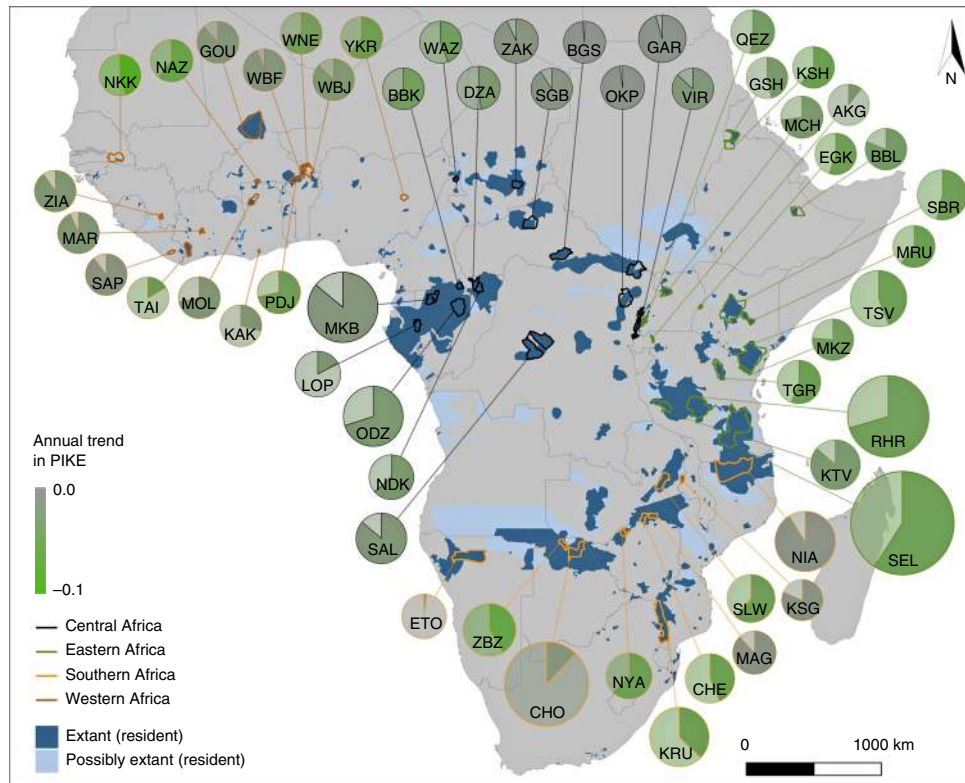 GOU
WNE
YKR
WAZ
ZAK
BGS
GAR
QEZ
NKK
NAZ
WBF
WBJ
BBK
DZA
SGB
OKP
VIR
GSH
KSH
N
MCH
AKG
EGK
BBL
ZIA
SBR
MAR
MRU
SAP
TAI
MOL
KAK
PDJ
MKB
TSV
MKZ
LOP
TGR
ODZ
RHR
NDK
KTV
SAL
NIA
SEL
Annual trend
in PIKE
0.0
–0.1
ETO
ZBZ
CHO
NYA
CHE
SLW
KSG
MAG
KRU
Central Africa
Eastern Africa
Southern Africa
Western Africa
Extant (resident)
Possibly extant (resident)
0 1000 km